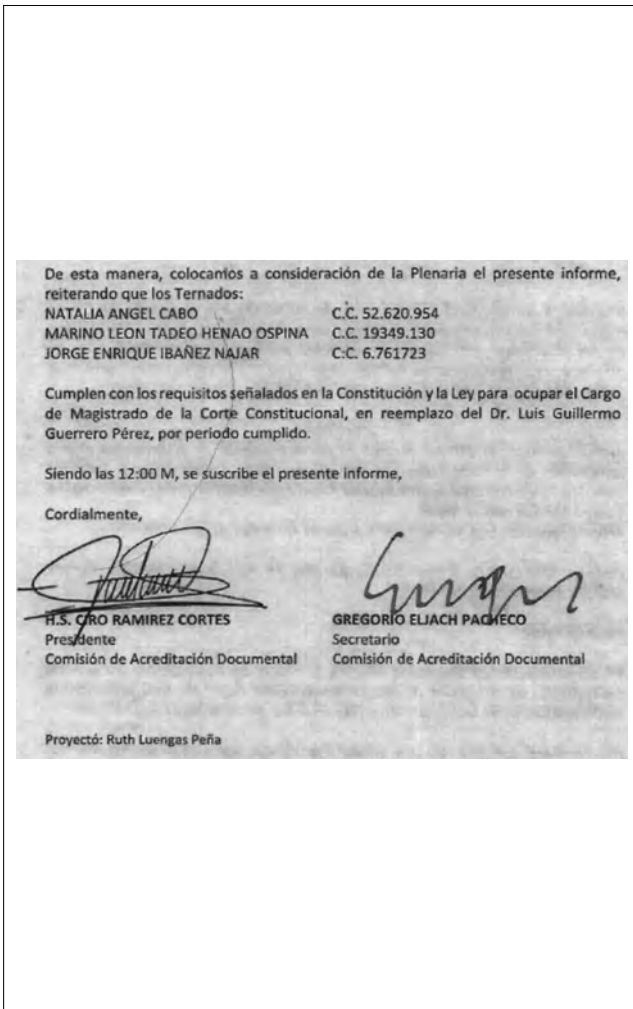 De esta manera, colocamos a consideración de la Plenaria el presente informe,
reiterando que los Ternados:
NATALIA ANGEL CABO C.C. 52.620.954
MARINO LEON TADEO HENAO OSPINA C.C. 19349.130
JORGE ENRIQUE IBAÑEZ NAJAR C.C. 6.761723
Cumplen con los requisitos señalados en la Constitución y la Ley para ocupar el Cargo
de Magistrado de la Corte Constitucional, en reemplazo del Dr. Luis Guillermo
Guerrero Pérez, por periodo cumplido.
Siendo las 12:00 M, se suscribe el presente informe,
Cordialmente,
H.S. CIRO RAMIREZ CORTES GREGORIO ELJACH PACHECO
Presidente Secretario
Comisión de Acreditación Documental Comisión de Acreditación Documental
Proyectó: Ruth Luengas Peña